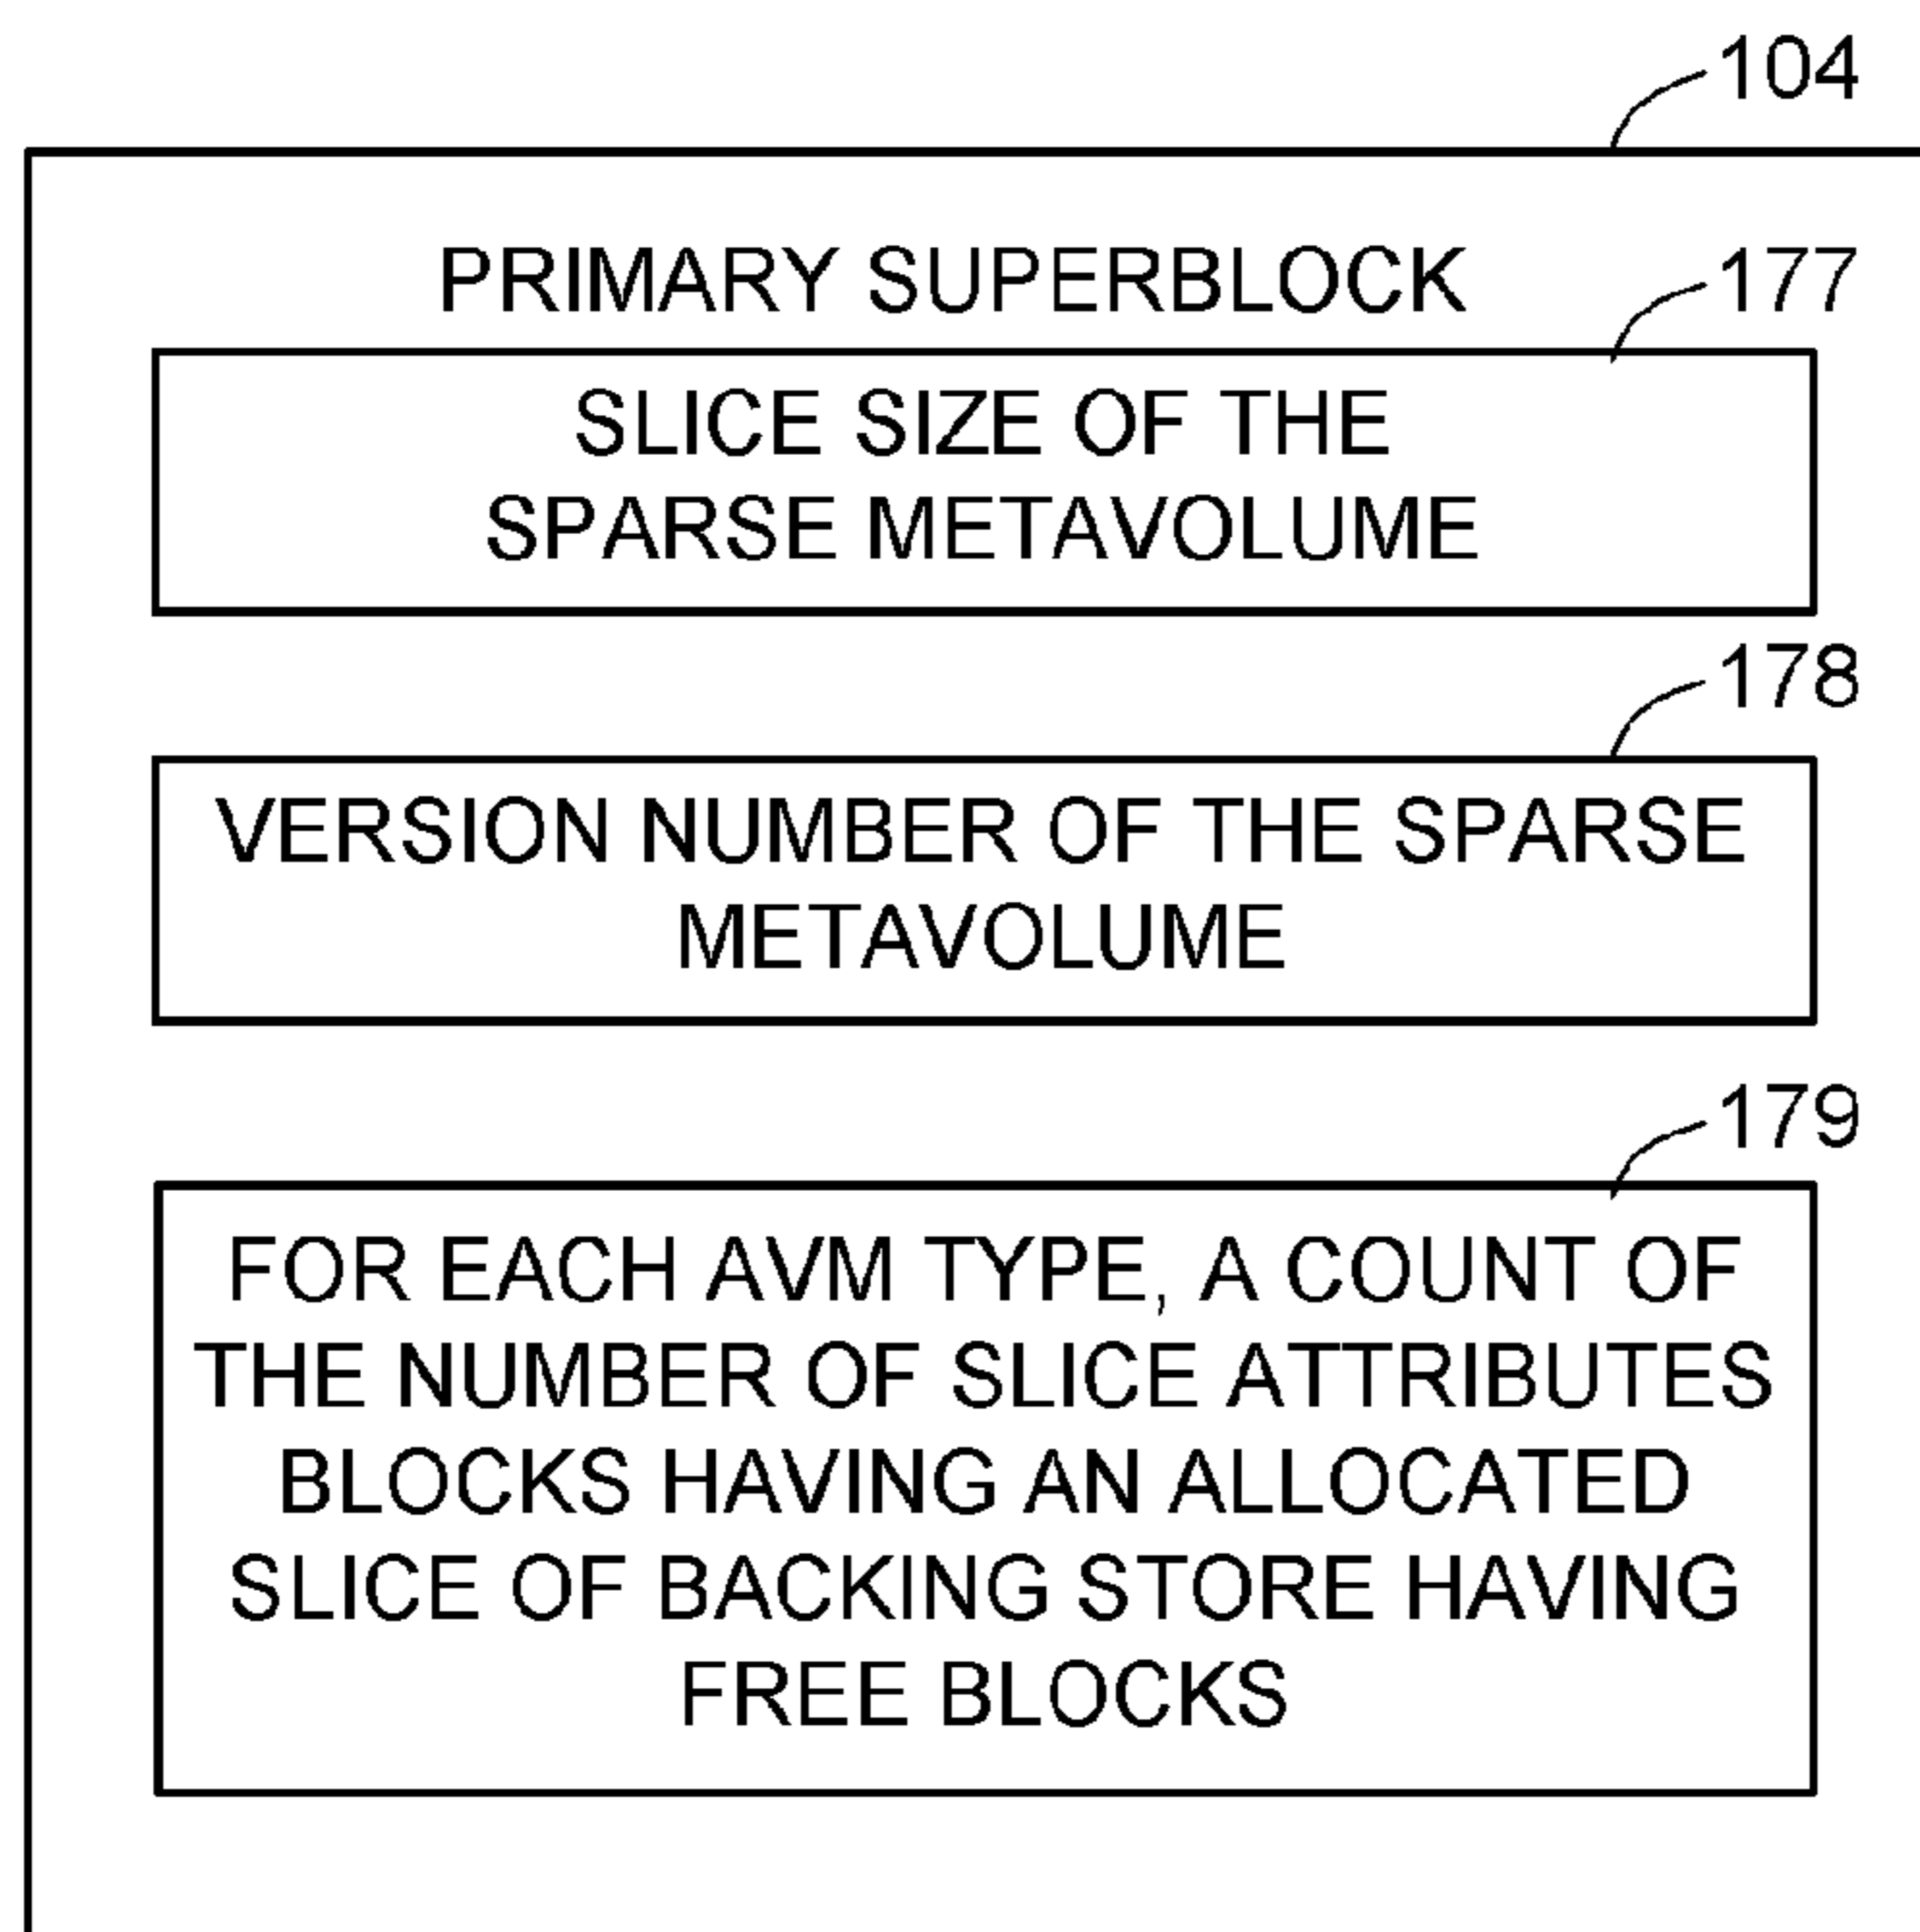 104
PRIMARY SUPERBLOCK
177
SLICE SIZE OF THE
SPARSE METAVOLUME
178
VERSION NUMBER OF THE SPARSE
METAVOLUME
179
FOR EACH AVM TYPE, A COUNT OF
THE NUMBER OF SLICE ATTRIBUTES
BLOCKS HAVING AN ALLOCATED
SLICE OF BACKING STORE HAVING
FREE BLOCKS